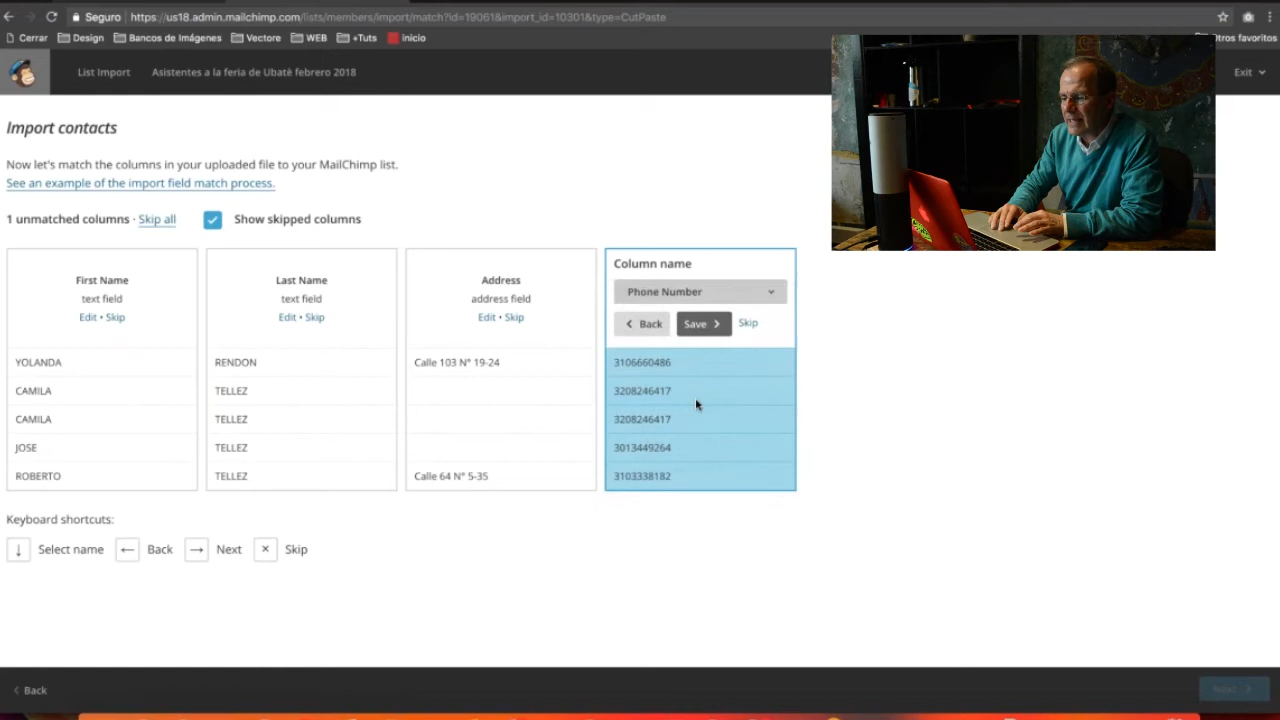 Seguro https://us18.admin.mailchimp.com/lists/members/import/match?id=19061&import_id=10301&type=CutPaste
Cerrar Design Bancos de Imágenes Vectore WEB +Tuts Inicio otros favoritos
List Import Asistentes a la feria de Ubatè febrero 2018 Exit
Import contacts
Now let's match the columns in your uploaded file to your MailChimp list.
See an example of the import field match process.
1 unmatched columns · Skip all Show skipped columns
Column name
First Name Last Name Address Phone Number
text field text field address field
Edit • Skip Edit • Skip Edit • Skip Back Save Skip
YOLANDA RENDON Calle 103 N° 19-24 3106660486
CAMILA TELLEZ 3208246417
CAMILA TELLEZ 3208246417
JOSE TELLEZ 3013449264
ROBERTO TELLEZ Calle 64 N° 5-35 3103338182
Keyboard shortcuts:
↓ Select name ← Back → Next × Skip
Back Next